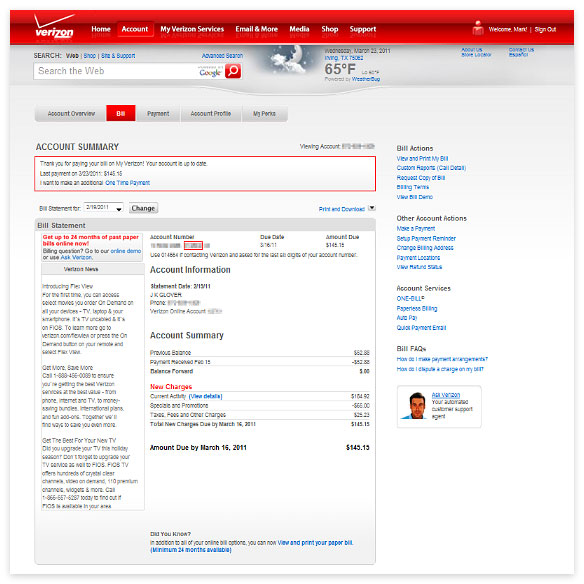 verizon
Home Account My Verizon Services Email & More Media Shop Support
Welcome, Mark! | Sign Out
SEARCH: Web | Shop | Site & Support Advanced Search
Search the Web
Google
Wednesday, March 23, 2011
Irving, TX 75062
65°F
Powered by WeatherBug
About Us
Contact Us
Store Locator
Español
Account Overview Bill Payment Account Profile My Perks
ACCOUNT SUMMARY
Viewing Account:
Thank you for paying your bill on My Verizon! Your account is up to date.
Last payment on 3/23/2011: $145.15
I want to make an additional One Time Payment
Bill Statement for: 2/19/2011 Change
Print and Download
Bill Statement
Get up to 24 months of past paper
bills online now!
Billing question? Go to our online demo
or use Ask Verizon.
Verizon News
Introducing Flex View
For the first time, you can access
select movies you order On Demand on
all your devices - TV, laptop & your
smartphone. It's TV untabled & it's
on FIOS. To learn more go to
verizon.com/flexview or press the On
Demand button on your remote and
select Flex View.
Get More, Save More
Call 1-888-456-0089 to ensure
you're getting the best Verizon
services at the best value - from
phone, Internet and TV, to money-
saving bundles, international plans,
and fun add-ons. Together we'll
find ways to save you even more.
Get The Best For Your New TV
Did you upgrade your TV this holiday
season? Don't forget to upgrade your
TV service as well to FIOS. FIOS TV
offers hundreds of crystal clear
channels, video on demand, 110 premium
channels, widgets & more. Call
1-866-557-8287 today to find out if
FIOS is available in your area
Account Number Due Date Amount Due
3/16/11 $145.15
Use 014664 if contacting Verizon and asked for the last six digits of your account number.
Account Information
Statement Date:
J K GLOVER
Phone:
Verizon Online Account
Account Summary
Previous Balance $52.88
Payment Received Feb 15 -$52.88
Balance Forward $.00
New Charges
Current Activity (View details) $184.92
Specials and Promotions -$65.00
Taxes, Fees and Other Charges $25.23
Total New Charges Due by March 16, 2011 $145.15
Amount Due by March 16, 2011 $145.15
Did You Know?
In addition to all of your online bill options, you can now View and print your paper bill.
(Minimum 24 months available)
Bill Actions
View and Print My Bill
Custom Reports (Call Detail)
Request Copy of Bill
Billing Terms
View Bill Demo
Other Account Actions
Make a Payment
Setup Payment Reminder
Change Billing Address
Payment Locations
View Refund Status
Account Services
ONE-BILL®
Paperless Billing
Auto Pay
Quick Payment Email
Bill FAQs
How do I make payment arrangements?
How do I dispute a charge on my bill?
Ask Verizon
Your automated
customer support
agent